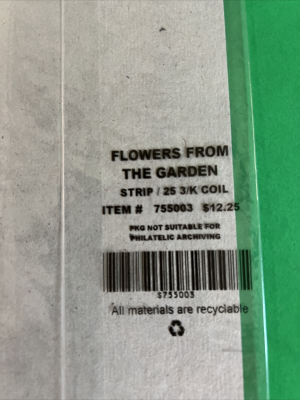 FLOWERS FROM
THE GARDEN
STRIP / 25 3/K COIL
ITEM # 755003 $12.25
PKG NOT SUITABLE FOR
PHILATELIC ARCHIVING
S755003
All materials are recyclable